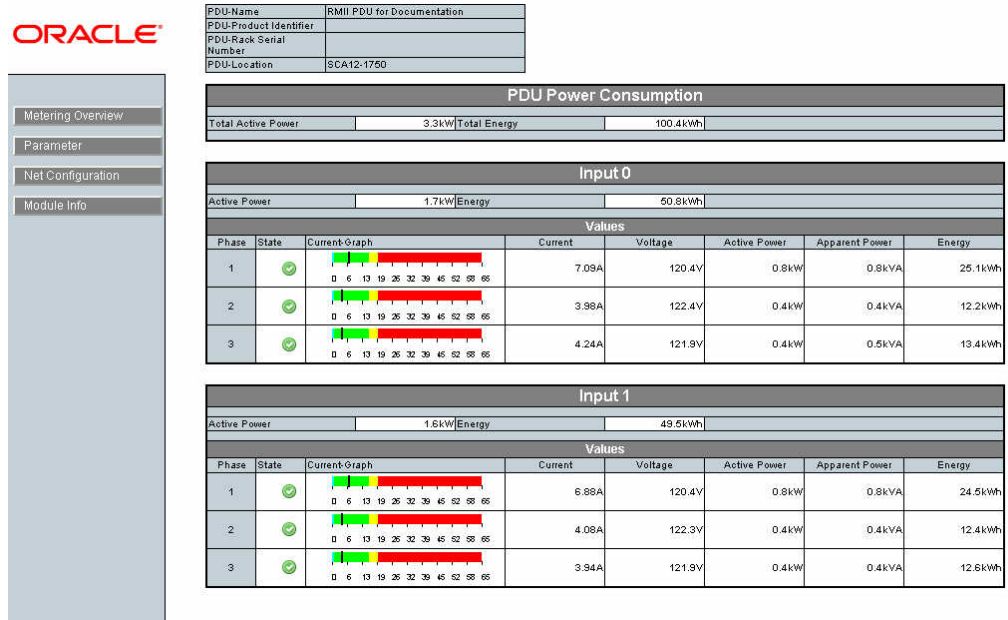 ORACLE
PDU-Name RMII PDU for Documentation
PDU-Product Identifier
PDU-Rack Serial
Number
PDU-Location SCA12-1750
Metering Overview
Parameter
Net Configuration
Module Info
PDU Power Consumption
Total Active Power 3.3kW Total Energy 100.4kWh
Input 0
Active Power 1.7kW Energy 50.8kWh
Values
Phase State Current-Graph Current Voltage Active Power Apparent Power Energy
1 7.09A 120.4V 0.8kW 0.8kVA 25.1kWh
0 6 13 19 26 32 39 45 52 58 65
2 3.98A 122.4V 0.4kW 0.4kVA 12.2kWh
0 6 13 19 26 32 39 45 52 58 65
3 4.24A 121.9V 0.4kW 0.5kVA 13.4kWh
0 6 13 19 26 32 39 45 52 58 65
Input 1
Active Power 1.6kW Energy 49.5kWh
Values
Phase State Current-Graph Current Voltage Active Power Apparent Power Energy
1 6.88A 120.4V 0.8kW 0.8kVA 24.5kWh
0 6 13 19 26 32 39 45 52 58 65
2 4.08A 122.3V 0.4kW 0.4kVA 12.4kWh
0 6 13 19 26 32 39 45 52 58 65
3 3.94A 121.9V 0.4kW 0.4kVA 12.6kWh
0 6 13 19 26 32 39 45 52 58 65